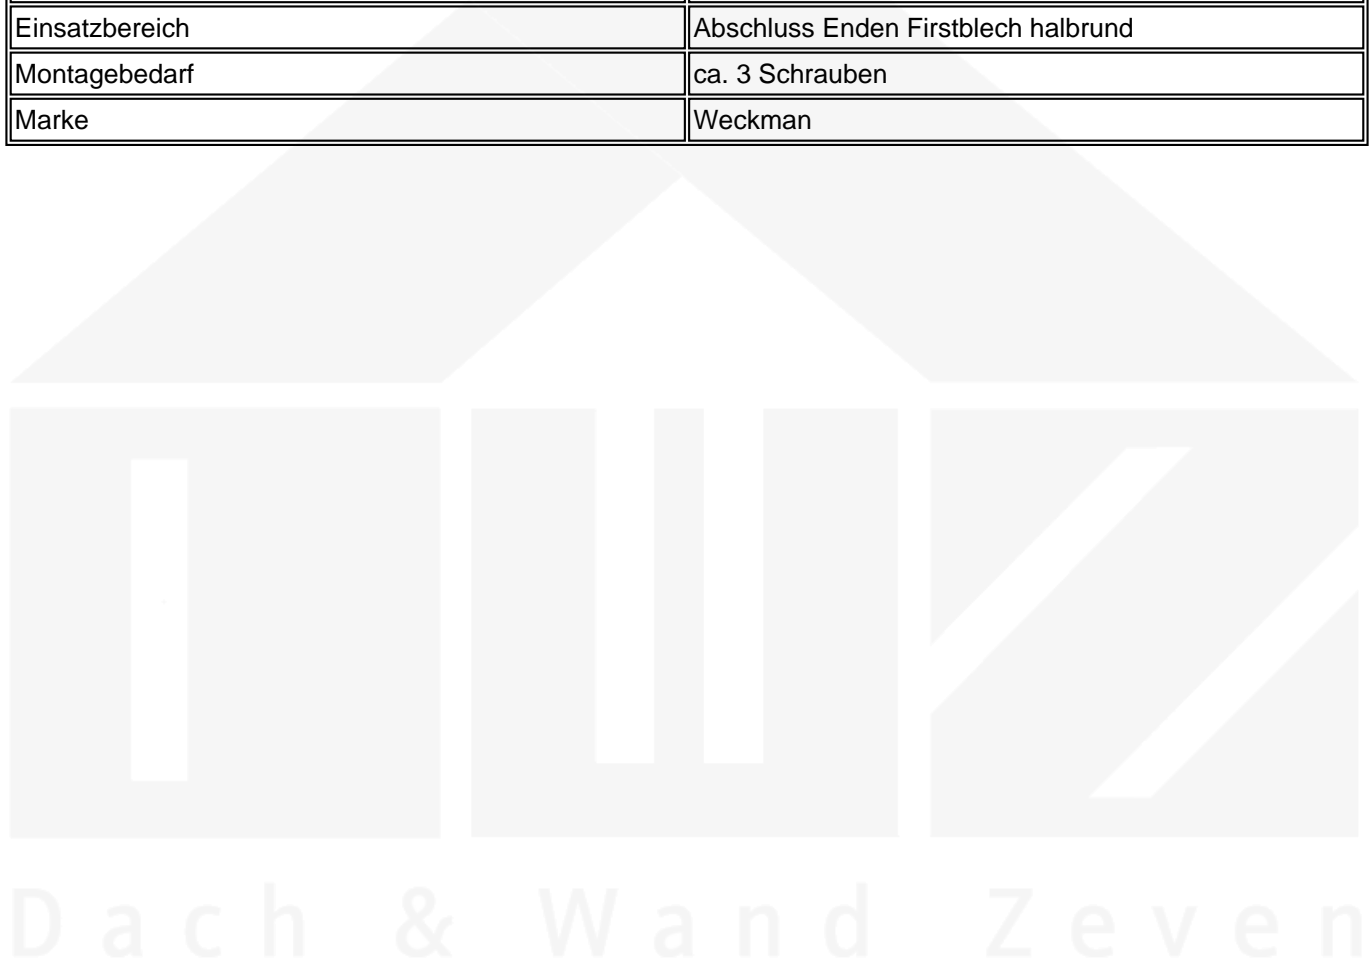 Einsatzbereich Abschluss Enden Firstblech halbrund
Montagebedarf ca. 3 Schrauben
Marke Weckman
Dach & Wand Zeven